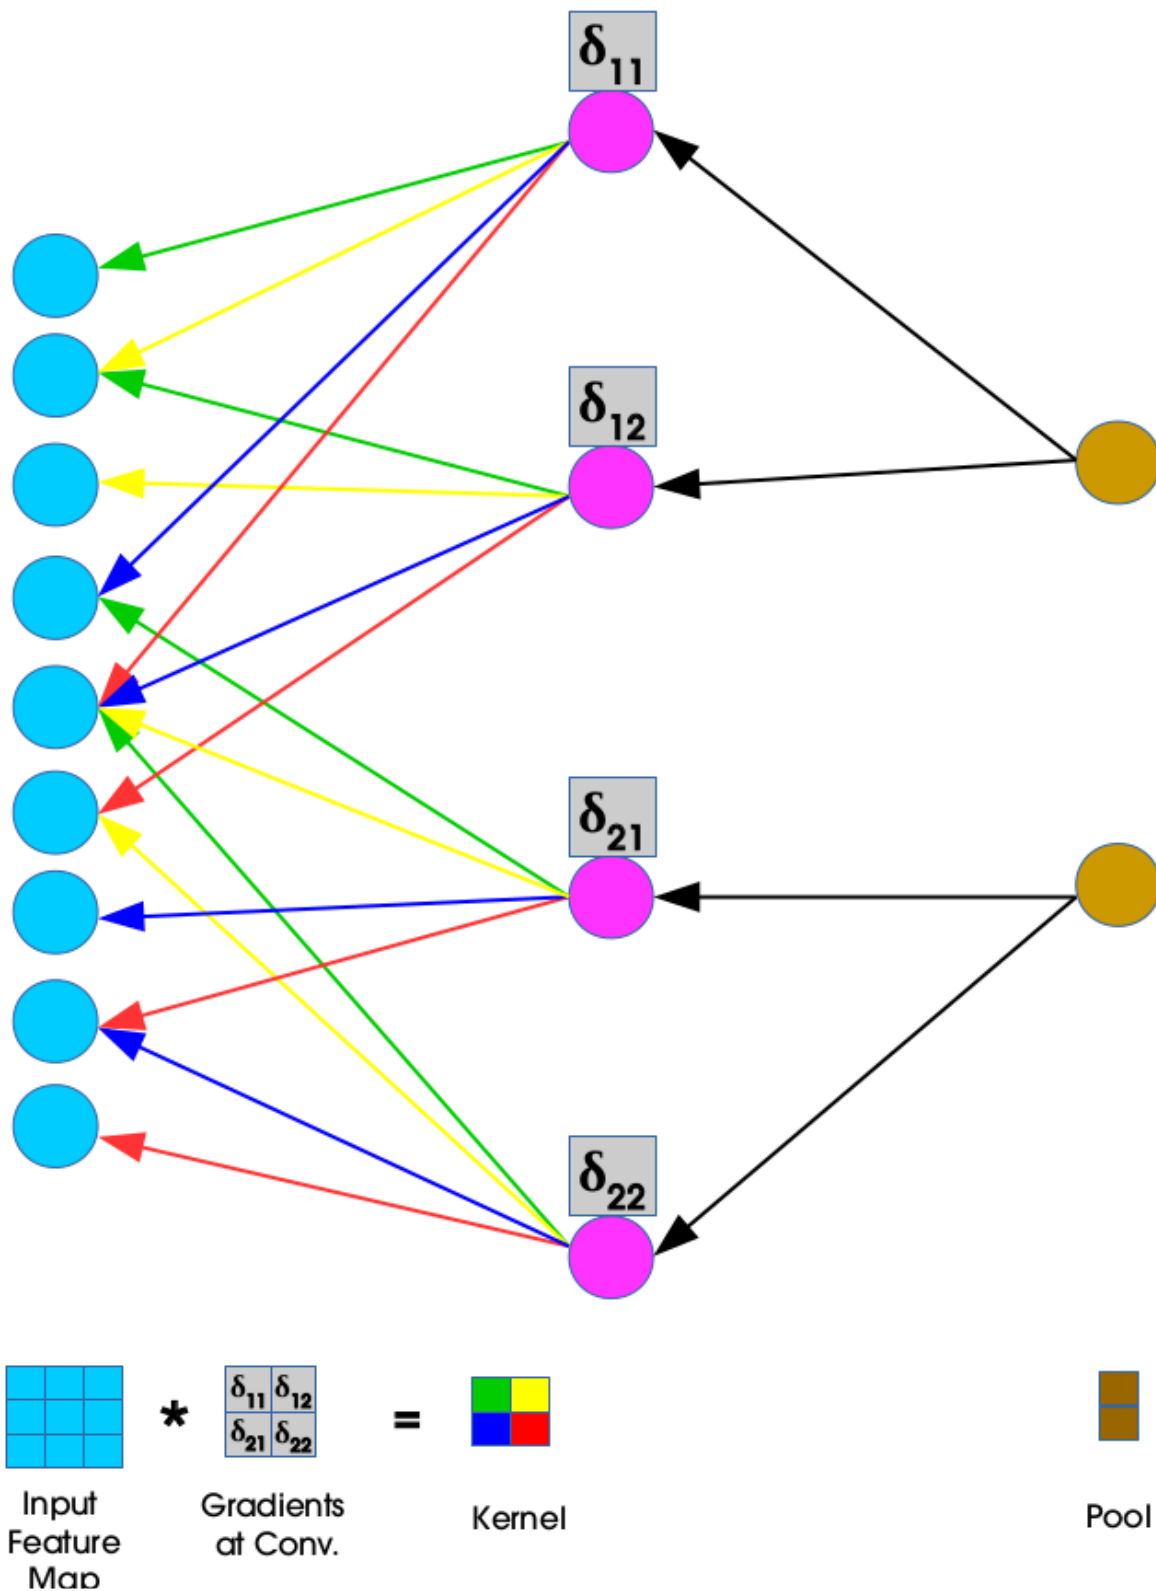 δ11
δ12
δ21
δ22
δ11 δ12
δ21 δ22
* =
Input
Feature
Map
Gradients
at Conv.
Kernel
Pool